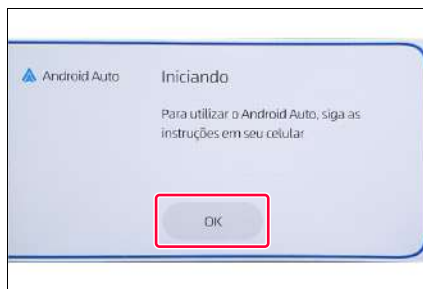 Android Auto
Iniciando
Para utilizar o Android Auto, siga as
instruções em seu celular
OK